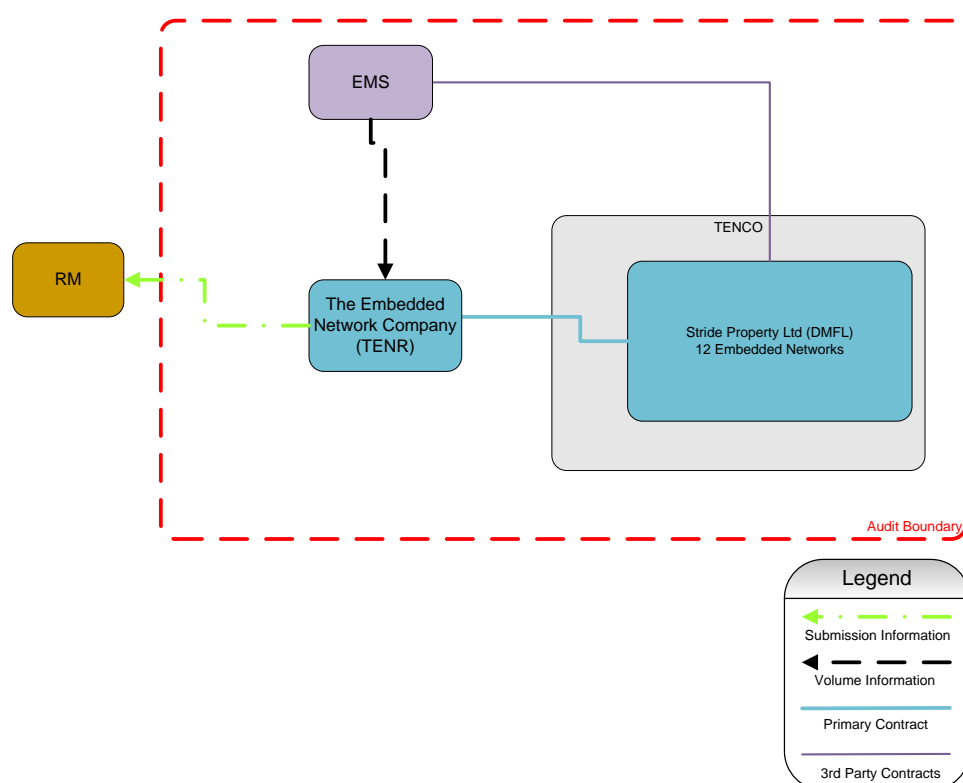 EMS
TENCO
RM
The Embedded
Network Company
(TENR)
Stride Property Ltd (DMFL)
12 Embedded Networks
Audit Boundary
Legend
Submission Information
Volume Information
Primary Contract
3rd Party Contracts